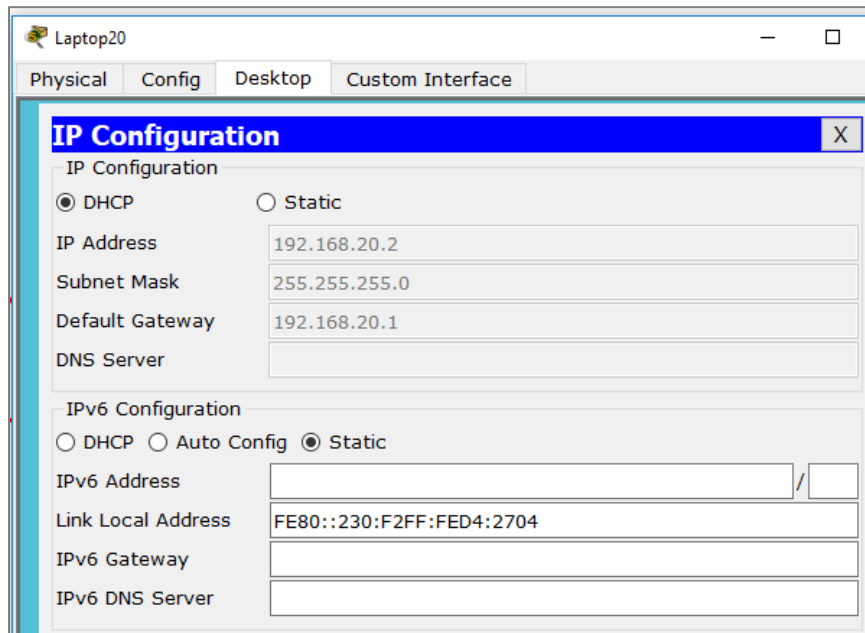 Laptop20
Physical Config Desktop Custom Interface
IP Configuration X
IP Configuration
DHCP Static
IP Address 192.168.20.2
Subnet Mask 255.255.255.0
Default Gateway 192.168.20.1
DNS Server
IPv6 Configuration
DHCP Auto Config Static
IPv6 Address /
Link Local Address FE80::230:F2FF:FED4:2704
IPv6 Gateway
IPv6 DNS Server